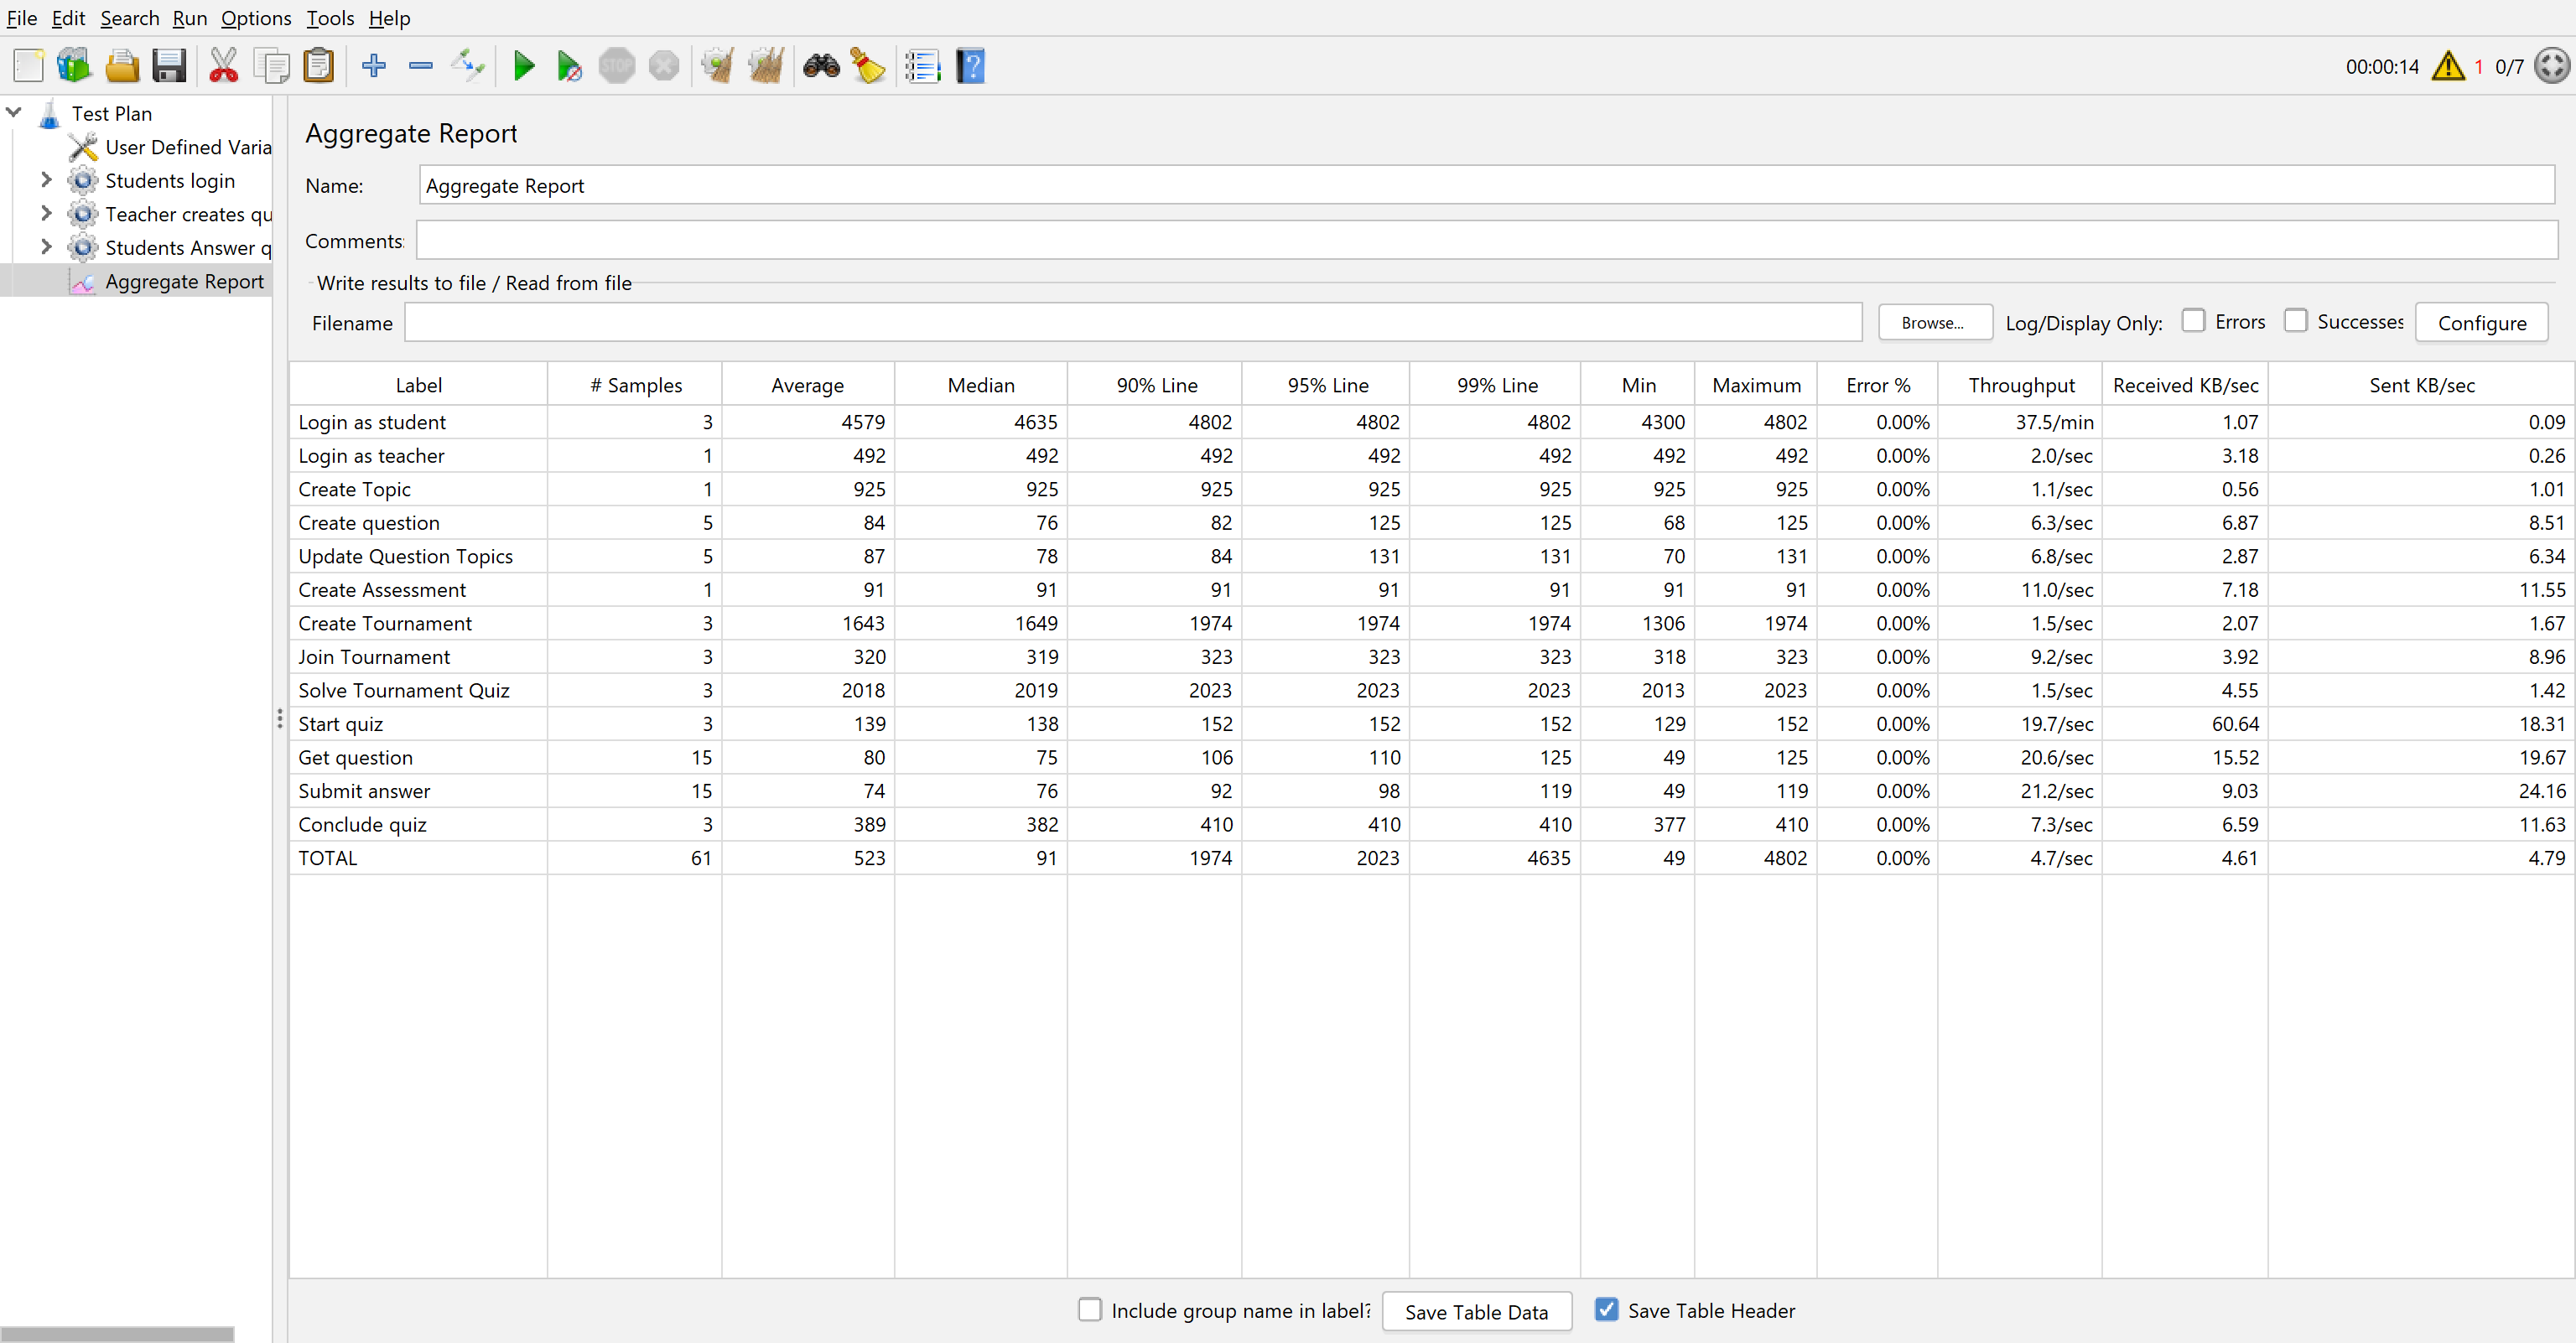 File Edit Search Run Options Tools Help
STOP ? 00:00:14 1 0/7
Test Plan
User Defined Varia
Students login
Teacher creates qu
Students Answer q
Aggregate Report
Aggregate Report
Name: Aggregate Report
Comments:
Write results to file / Read from file
Filename Browse... Log/Display Only: Errors Successes Configure
Label # Samples Average Median 90% Line 95% Line 99% Line Min Maximum Error % Throughput Received KB/sec Sent KB/sec
Login as student 3 4579 4635 4802 4802 4802 4300 4802 0.00% 37.5/min 1.07 0.09
Login as teacher 1 492 492 492 492 492 492 492 0.00% 2.0/sec 3.18 0.26
Create Topic 1 925 925 925 925 925 925 925 0.00% 1.1/sec 0.56 1.01
Create question 5 84 76 82 125 125 68 125 0.00% 6.3/sec 6.87 8.51
Update Question Topics 5 87 78 84 131 131 70 131 0.00% 6.8/sec 2.87 6.34
Create Assessment 1 91 91 91 91 91 91 91 0.00% 11.0/sec 7.18 11.55
Create Tournament 3 1643 1649 1974 1974 1974 1306 1974 0.00% 1.5/sec 2.07 1.67
Join Tournament 3 320 319 323 323 323 318 323 0.00% 9.2/sec 3.92 8.96
Solve Tournament Quiz 3 2018 2019 2023 2023 2023 2013 2023 0.00% 1.5/sec 4.55 1.42
Start quiz 3 139 138 152 152 152 129 152 0.00% 19.7/sec 60.64 18.31
Get question 15 80 75 106 110 125 49 125 0.00% 20.6/sec 15.52 19.67
Submit answer 15 74 76 92 98 119 49 119 0.00% 21.2/sec 9.03 24.16
Conclude quiz 3 389 382 410 410 410 377 410 0.00% 7.3/sec 6.59 11.63
TOTAL 61 523 91 1974 2023 4635 49 4802 0.00% 4.7/sec 4.61 4.79
Include group name in label? Save Table Data Save Table Header